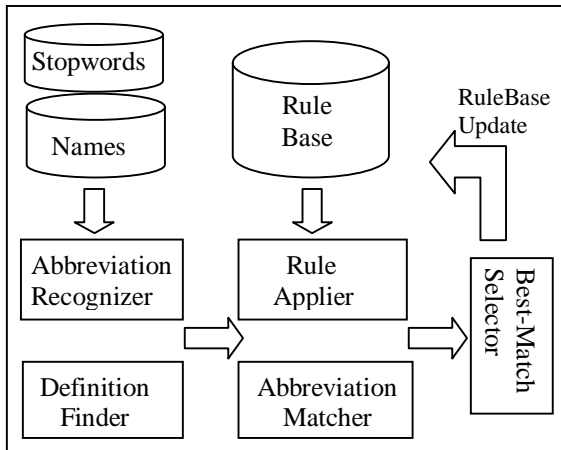 Stopwords
Names
Rule
Base
RuleBase
Update
Abbreviation
Recognizer
Rule
Applier
Best-Match
Selector
Definition
Finder
Abbreviation
Matcher